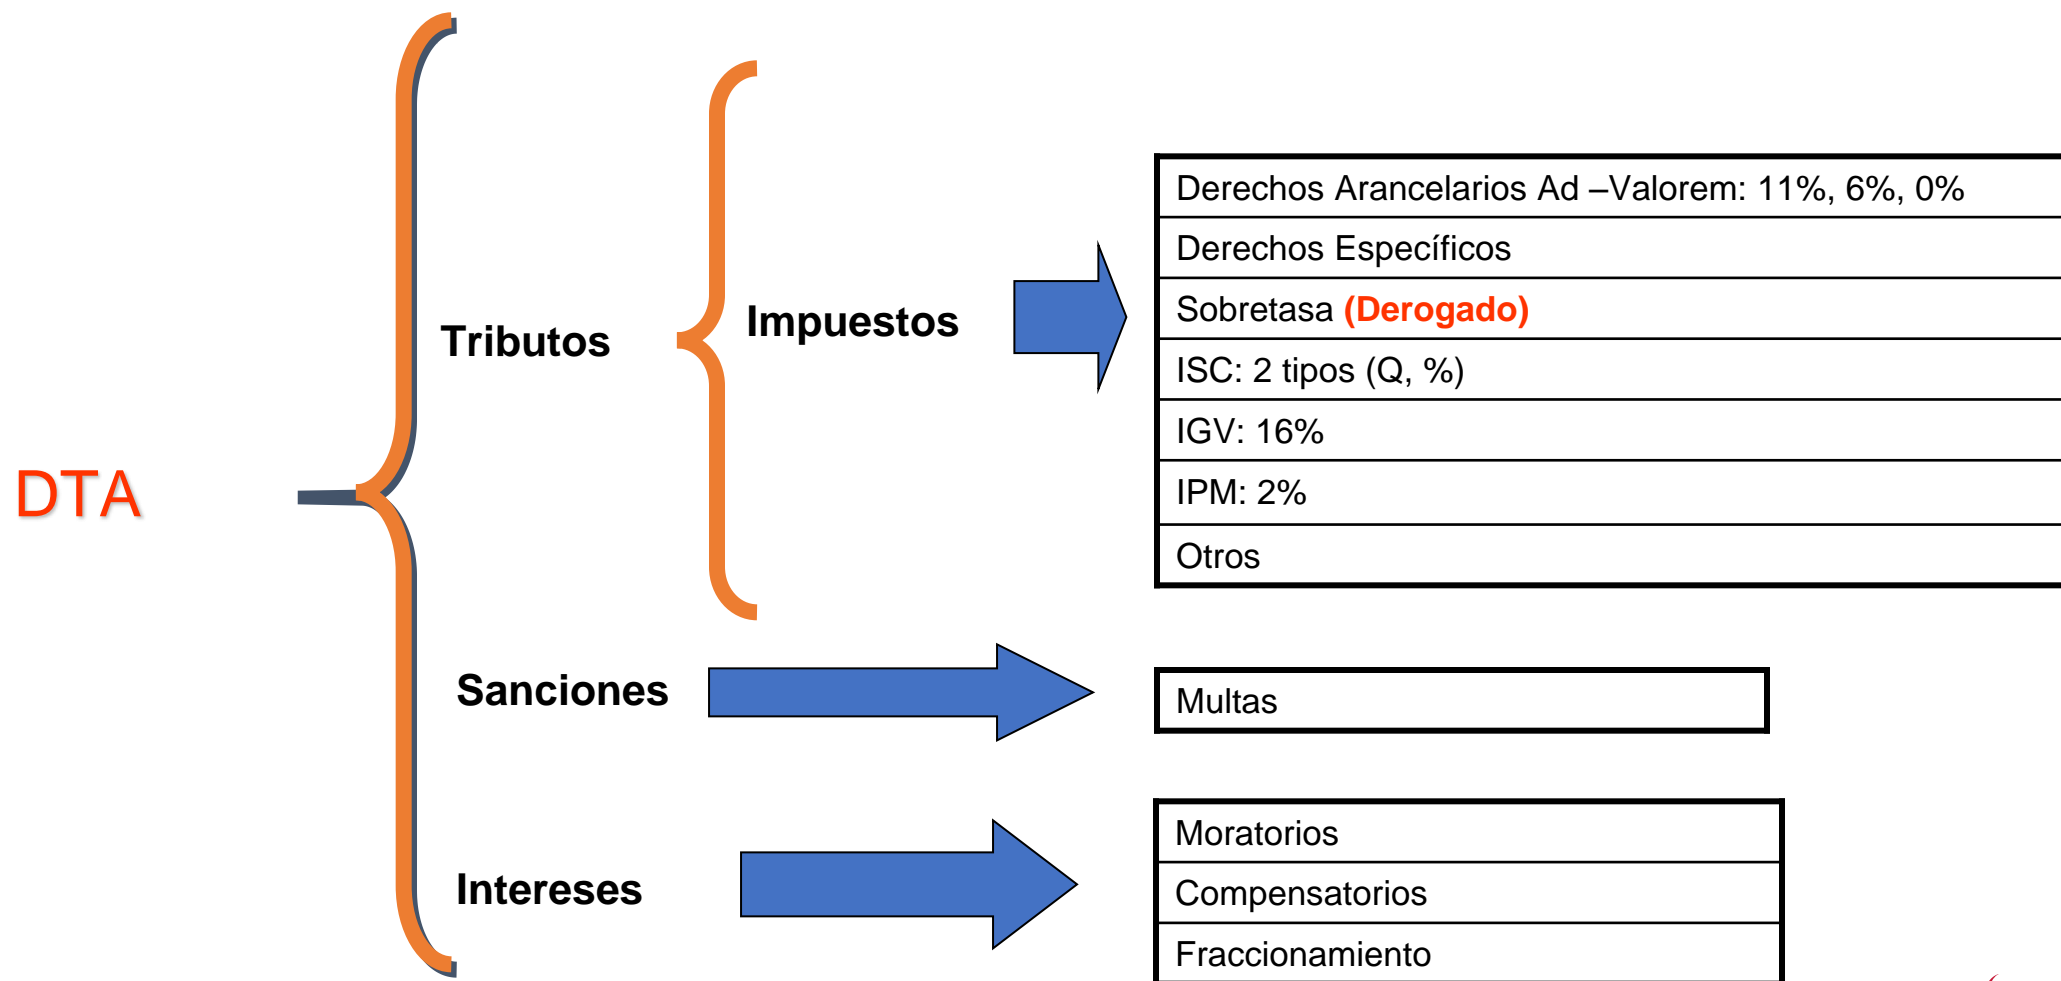 DTA
Tributos
Impuestos
Derechos Arancelarios Ad –Valorem: 11%, 6%, 0%
Derechos Específicos
Sobretasa (Derogado)
ISC: 2 tipos (Q, %)
IGV: 16%
IPM: 2%
Otros
Sanciones
Multas
Intereses
Moratorios
Compensatorios
Fraccionamiento